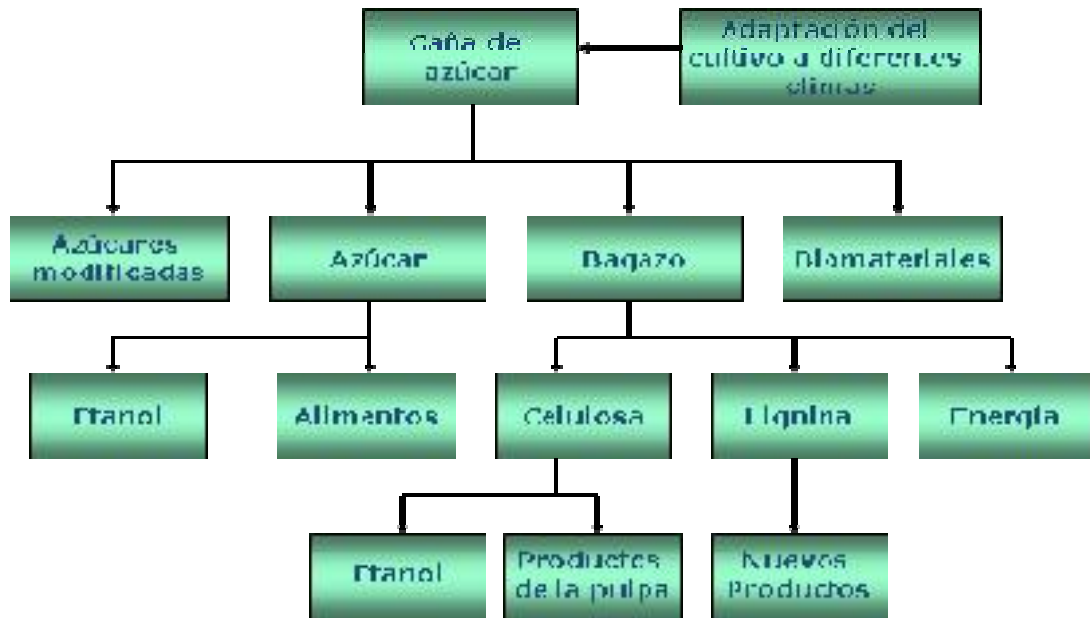 Caña de
azúcar
Adaptación del
cultivo a diferentes
climas
Azúcares
modificadas
Azúcar
Bagazo
Biomateriales
Etanol
Alimentos
Celulosa
Lignina
Energía
Etanol
Productos
de la pulpa
Nuevos
Productos